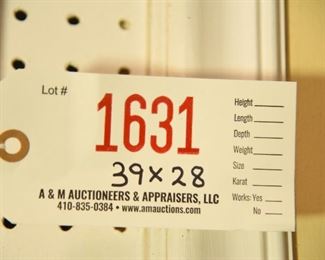 Lot #
1631
39 x 28
A & M AUCTIONEERS & APPRAISERS, LLC
410-835-0384 • www.amauctions.com
Height
Length
Depth
Weight
Size
Karat
Works: Yes
No